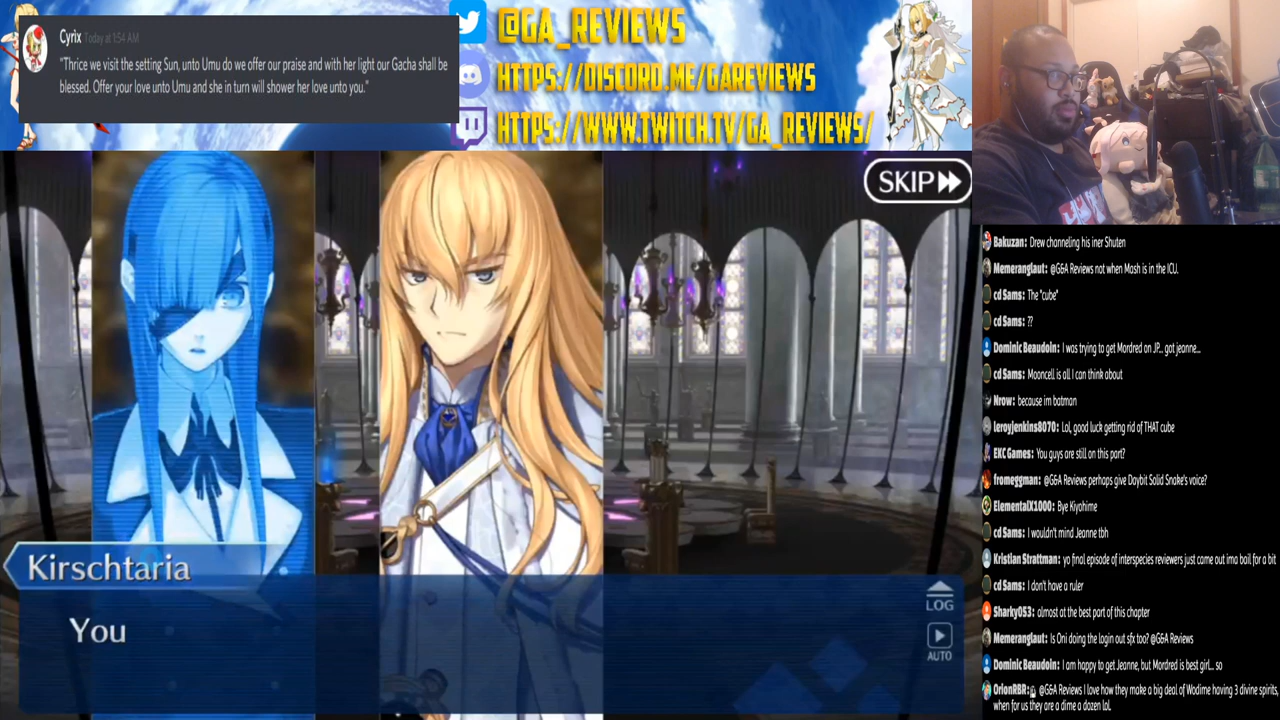 Cyrix Today at 1:54 AM
"Thrice we visit the setting Sun, unto Umu do we offer our praise and with her light our Gacha shall be
blessed. Offer your love unto Umu and she in turn will shower her love unto you."
@GA_REVIEWS
HTTPS://DISCORD.ME/GAREVIEWS
HTTPS://WWW.TWITCH.TV/GA_REVIEWS/
SKIP
Kirschtaria
You
LOG
AUTO
Bakuzan: Drew channeling his iner Shuten
Memeranglaut: @G&A Reviews not when Mash is in the ICU.
cd Sams: The "cube"
cd Sams: ??
Dominic Beaudoin: I was trying to get Mordred on JP... got jeanne...
cd Sams: Mooncell is all I can think about
Nrow: because im batman
leroyjenkins8070: Lol, good luck getting rid of THAT cube
EKC Games: You guys are still on this part?
fromeggman: @G&A Reviews perhaps give Daybit Solid Snake's voice?
ElementalX1000: Bye Kiyohime
cd Sams: I wouldn't mind Jeanne tbh
Kristian Strattman: yo final episode of interspecies reviewers just came out ima bail for a bit
cd Sams: I don't have a ruler
Sharky053: almost at the best part of this chapter
Memeranglaut: Is Oni doing the login out sfx too? @G&A Reviews
Dominic Beaudoin: I am happy to get Jeanne, but Mordred is best girl... so
OrionRBR: @G&A Reviews I love how they make a big deal of Wodime having 3 divine spirits,
when for us they are a dime a dozen lol.